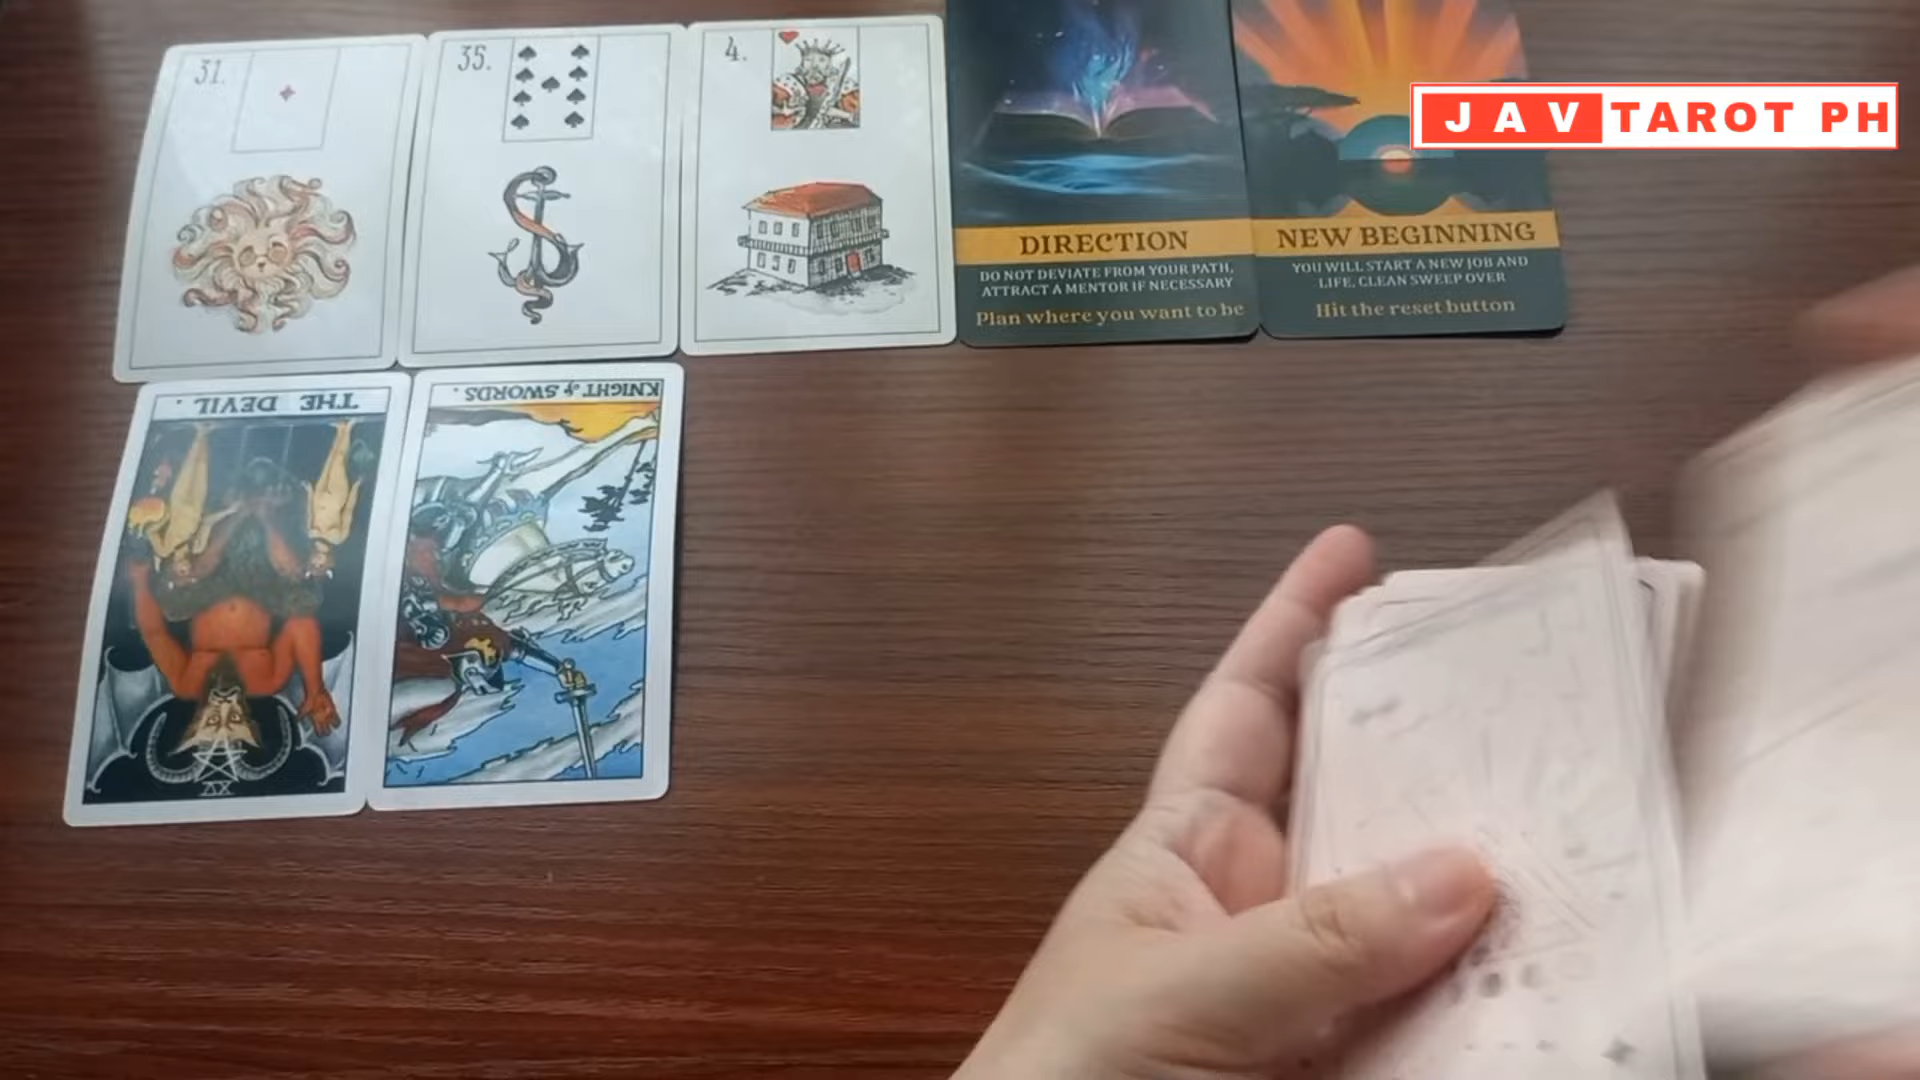 31.
35.
4.
DIRECTION
DO NOT DEVIATE FROM YOUR PATH,
ATTRACT A MENTOR IF NECESSARY
Plan where you want to be
NEW BEGINNING
YOU WILL START A NEW JOB AND
LIFE, CLEAN SWEEP OVER
Hit the reset button
JAV TAROT PH
THE DEVIL.
XV
KNIGHT of SWORDS.